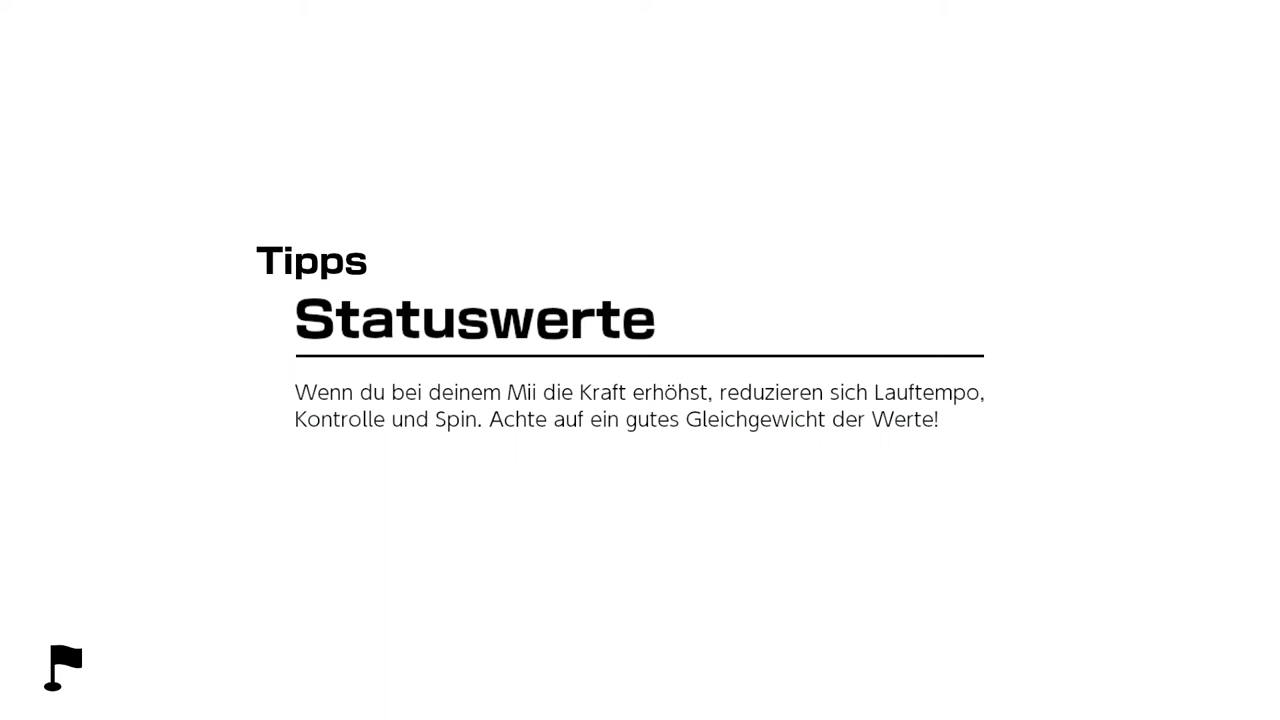 Tipps
Statuswerte
Wenn du bei deinem Mii die Kraft erhöhst, reduzieren sich Lauftempo,
Kontrolle und Spin. Achte auf ein gutes Gleichgewicht der Werte!